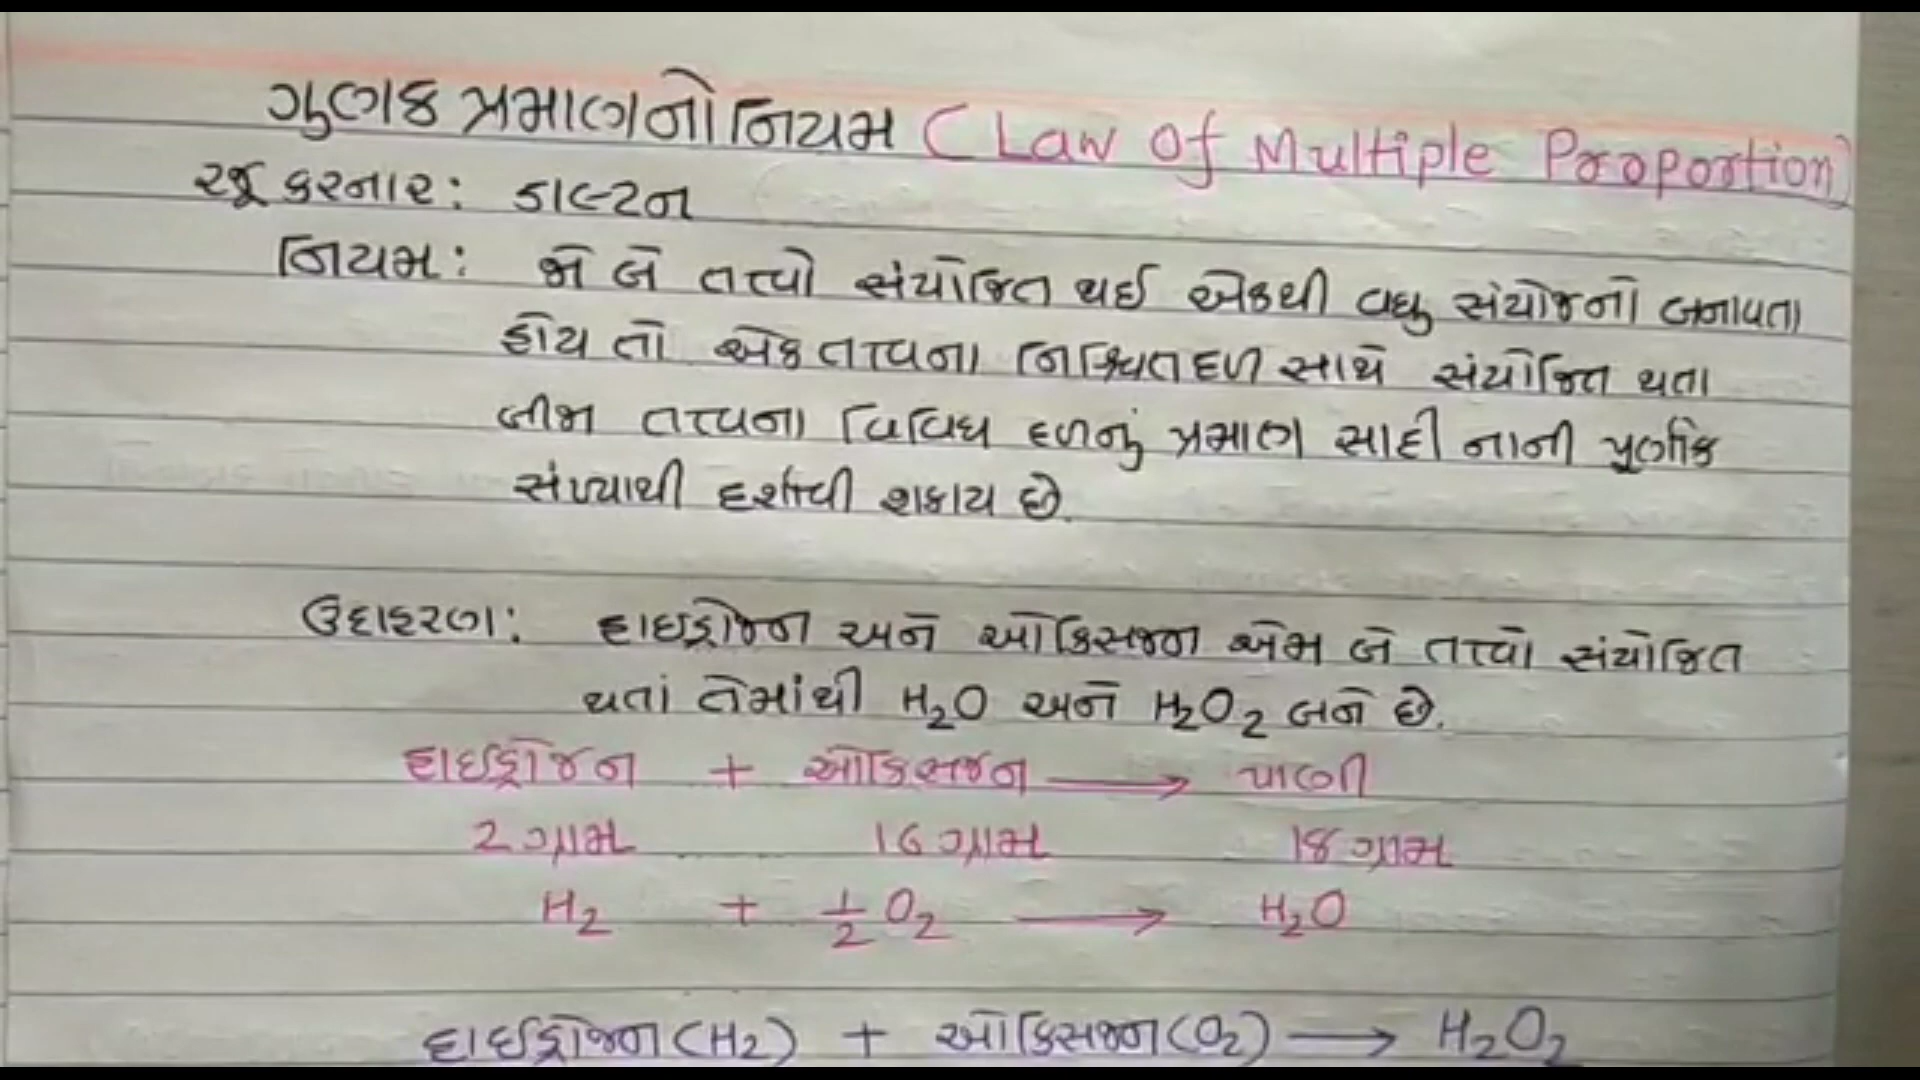 ગુણક પ્રમાણનો નિયમ (Law of Multiple Proportion)
રજૂ કરનાર: ડાલ્ટન
નિયમ: જો બે તત્ત્વો સંયોજિત થઈ એકથી વધુ સંયોજનો બનાવતા
હોય તો એક તત્ત્વના નિશ્ચિત દળ સાથે સંયોજિત થતા
બીજા તત્ત્વના વિવિધ દળનું પ્રમાણ સાદી નાની પુર્ણાંક
સંખ્યાથી દર્શાવી શકાય છે.
ઉદાહરણ: હાઇડ્રોજન અને ઓક્સિજન એમ બે તત્ત્વો સંયોજિત
થતાં તેમાંથી H₂O અને H₂O₂ બને છે.
હાઇડ્રોજન + ઓક્સિજન ⟶ પાણી
2 ગ્રામ 16 ગ્રામ 18 ગ્રામ
H₂ + ½ O₂ ⟶ H₂O
હાઈડ્રોજન (H₂) + ઓક્સિજન (O₂) ⟶ H₂O₂